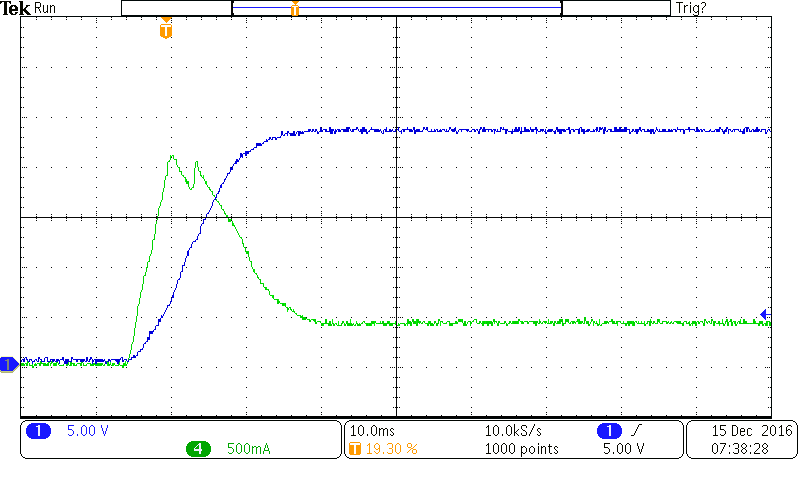 Tek Run Trig?
T
T
1
1 5.00 V 10.0ms 10.0kS/s 1 5.00 V 15 Dec 2016
4 500mA T 19.30 % 1000 points 07:38:28